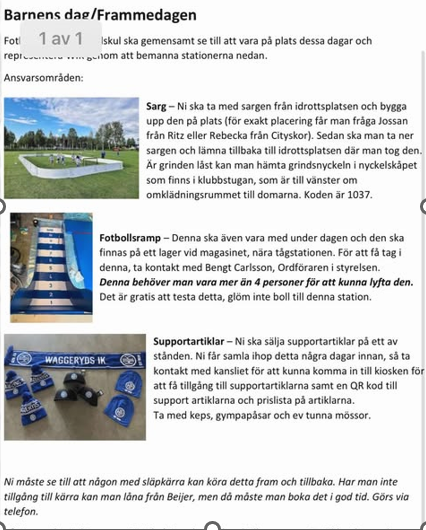 Barnens dag/Frammedagen
1 av 1
Fotb lskul ska gemensamt se till att vara på plats dessa dagar och
genom att bemanna stationerna nedan.
Ansvarsområden:
Sarg – Ni ska ta med sargen från idrottsplatsen och bygga
upp den på plats (för exakt placering får man fråga Jossan
från Ritz eller Rebecka från Cityskor). Sedan ska man ta ner
sargen och lämna tillbaka till idrottsplatsen där man tog den.
Är grinden låst kan man hämta grindsnyckeln i nyckelskåpet
som finns i klubbstugan, som är till vänster om
omklädningsrummet till domarna. Koden är 1037.
Fotbollsramp – Denna ska även vara med under dagen och den ska
finnas på ett lager vid magasinet, nära tågstationen. För att få tag i
denna, ta kontakt med Bengt Carlsson, Ordföraren i styrelsen.
Denna behöver man vara mer än 4 personer för att kunna lyfta den.
Det är gratis att testa detta, glöm inte boll till denna station.
WAGGERYDS IK
Supportartiklar – Ni ska sälja supportartiklar på ett av
stånden. Ni får samla ihop detta några dagar innan, så ta
kontakt med kansliet för att kunna komma in till kiosken för
att få tillgång till supportartiklarna samt en QR kod till
support artiklarna och prislista på artiklarna.
Ta med keps, gympapåsar och ev tunna mössor.
Ni måste se till att någon med släpkärra kan köra detta fram och tillbaka. Har man inte
tillgång till kärra kan man låna från Beijer, men då måste man boka det i god tid. Görs via
telefon.